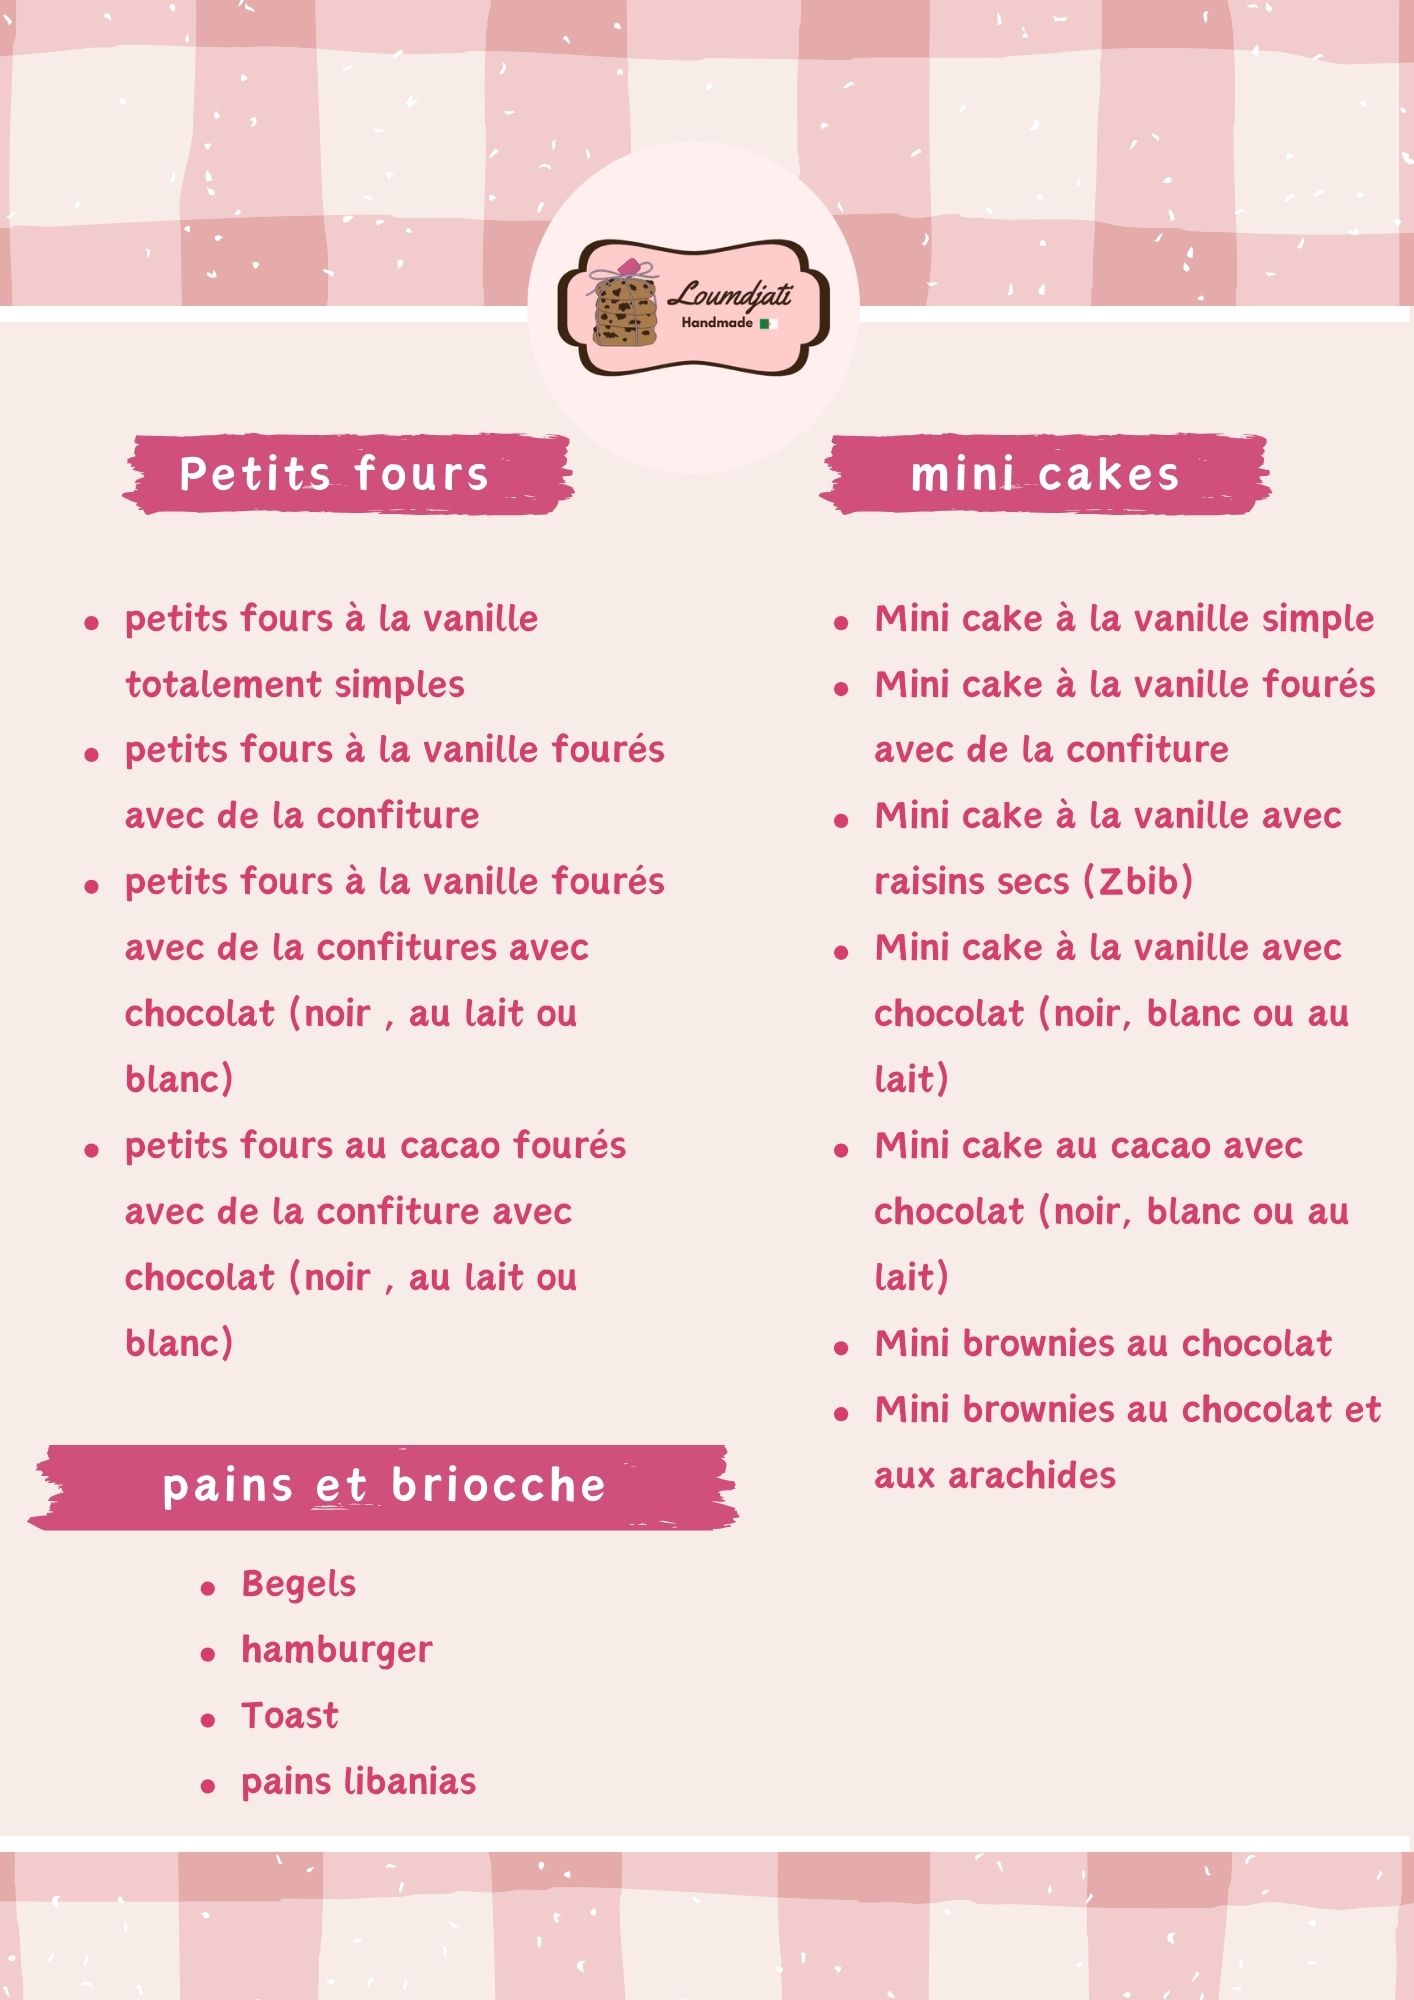 Loumdjati
Handmade
Petits fours
petits fours à la vanille
totalement simples
petits fours à la vanille fourés
avec de la confiture
petits fours à la vanille fourés
avec de la confitures avec
chocolat (noir , au lait ou
blanc)
petits fours au cacao fourés
avec de la confiture avec
chocolat (noir , au lait ou
blanc)
pains et briocche
Begels
hamburger
Toast
pains libanias
mini cakes
Mini cake à la vanille simple
Mini cake à la vanille fourés
avec de la confiture
Mini cake à la vanille avec
raisins secs (Zbib)
Mini cake à la vanille avec
chocolat (noir, blanc ou au
lait)
Mini cake au cacao avec
chocolat (noir, blanc ou au
lait)
Mini brownies au chocolat
Mini brownies au chocolat et
aux arachides